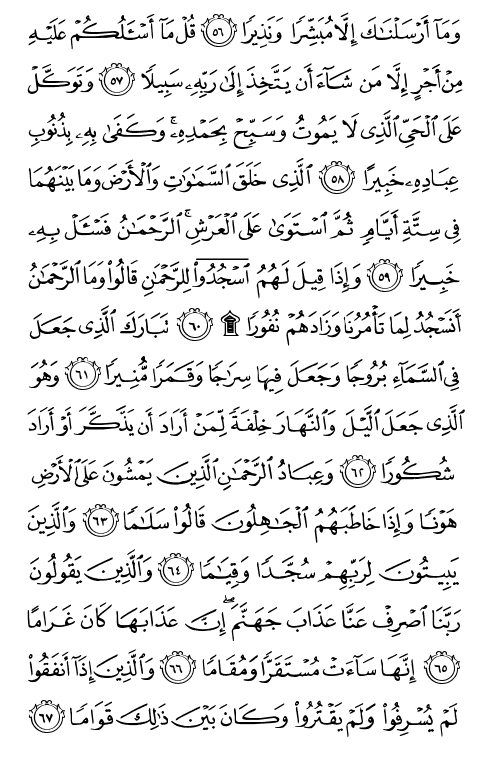 وَمَآ أَرْسَلْنَٰكَ إِلَّا مُبَشِّرًا وَنَذِيرًا ٥٦ قُلْ مَآ أَسْـَٔلُكُمْ عَلَيْهِ
مِنْ أَجْرٍ إِلَّا مَن شَآءَ أَن يَتَّخِذَ إِلَىٰ رَبِّهِۦ سَبِيلًا ٥٧ وَتَوَكَّلْ
عَلَى ٱلْحَىِّ ٱلَّذِى لَا يَمُوتُ وَسَبِّحْ بِحَمْدِهِۦ ۚ وَكَفَىٰ بِهِۦ بِذُنُوبِ
عِبَادِهِۦ خَبِيرًا ٥٨ ٱلَّذِى خَلَقَ ٱلسَّمَٰوَٰتِ وَٱلْأَرْضَ وَمَا بَيْنَهُمَا
فِى سِتَّةِ أَيَّامٍ ثُمَّ ٱسْتَوَىٰ عَلَى ٱلْعَرْشِ ۚ ٱلرَّحْمَٰنُ فَسْـَٔلْ بِهِۦ
خَبِيرًا ٥٩ وَإِذَا قِيلَ لَهُمُ ٱسْجُدُوا۟ لِلرَّحْمَٰنِ قَالُوا۟ وَمَا ٱلرَّحْمَٰنُ
أَنَسْجُدُ لِمَا تَأْمُرُنَا وَزَادَهُمْ نُفُورًا ۩ ٦٠ تَبَارَكَ ٱلَّذِى جَعَلَ
فِى ٱلسَّمَآءِ بُرُوجًا وَجَعَلَ فِيهَا سِرَٰجًا وَقَمَرًا مُّنِيرًا ٦١ وَهُوَ
ٱلَّذِى جَعَلَ ٱلَّيْلَ وَٱلنَّهَارَ خِلْفَةً لِّمَنْ أَرَادَ أَن يَذَّكَّرَ أَوْ أَرَادَ
شُكُورًا ٦٢ وَعِبَادُ ٱلرَّحْمَٰنِ ٱلَّذِينَ يَمْشُونَ عَلَى ٱلْأَرْضِ
هَوْنًا وَإِذَا خَاطَبَهُمُ ٱلْجَٰهِلُونَ قَالُوا۟ سَلَٰمًا ٦٣ وَٱلَّذِينَ
يَبِيتُونَ لِرَبِّهِمْ سُجَّدًا وَقِيَٰمًا ٦٤ وَٱلَّذِينَ يَقُولُونَ
رَبَّنَا ٱصْرِفْ عَنَّا عَذَابَ جَهَنَّمَ ۖ إِنَّ عَذَابَهَا كَانَ غَرَامًا
٦٥ إِنَّهَا سَآءَتْ مُسْتَقَرًّا وَمُقَامًا ٦٦ وَٱلَّذِينَ إِذَآ أَنفَقُوا۟
لَمْ يُسْرِفُوا۟ وَلَمْ يَقْتُرُوا۟ وَكَانَ بَيْنَ ذَٰلِكَ قَوَامًا ٦٧